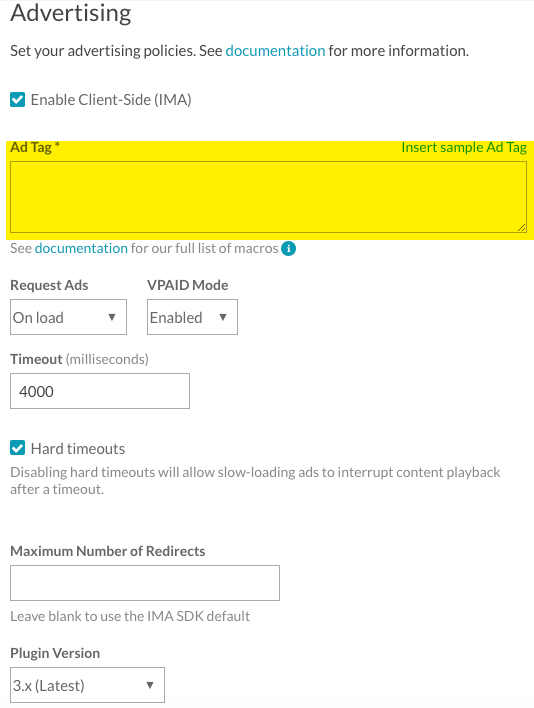 Advertising
Set your advertising policies. See documentation for more information.
Enable Client-Side (IMA)
Ad Tag * Insert sample Ad Tag
See documentation for our full list of macros i
Request Ads VPAID Mode
On load ▼ Enabled ▼
Timeout (milliseconds)
4000
Hard timeouts
Disabling hard timeouts will allow slow-loading ads to interrupt content playback
after a timeout.
Maximum Number of Redirects
Leave blank to use the IMA SDK default
Plugin Version
3.x (Latest) ▼